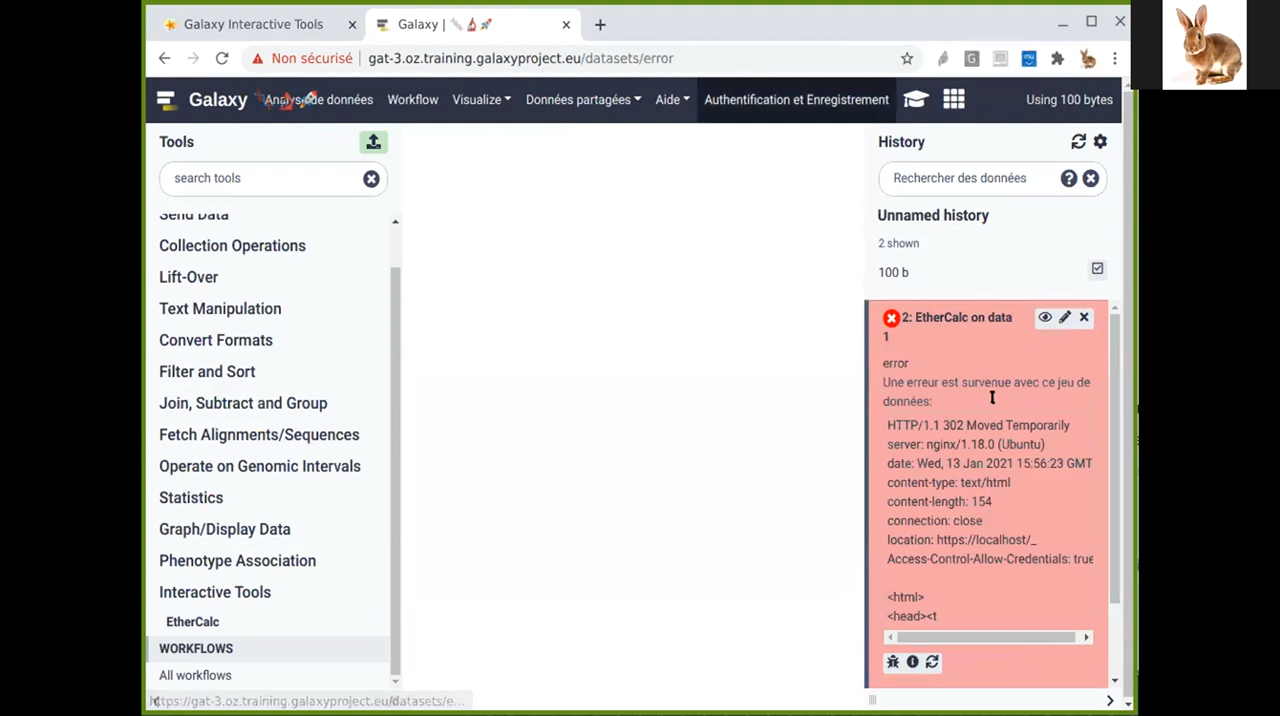 Galaxy Interactive Tools
Galaxy |
Non sécurisé
gat-3.oz.training.galaxyproject.eu/datasets/error
Galaxy
Analyse de données
Workflow
Visualize
Données partagées
Aide
Authentification et Enregistrement
Using 100 bytes
Tools
search tools
Send Data
Collection Operations
Lift-Over
Text Manipulation
Convert Formats
Filter and Sort
Join, Subtract and Group
Fetch Alignments/Sequences
Operate on Genomic Intervals
Statistics
Graph/Display Data
Phenotype Association
Interactive Tools
EtherCalc
WORKFLOWS
All workflows
https://gat-3.oz.training.galaxyproject.eu/datasets/e...
History
Rechercher des données
Unnamed history
2 shown
100 b
2: EtherCalc on data
1
error
Une erreur est survenue avec ce jeu de
données:
HTTP/1.1 302 Moved Temporarily
server: nginx/1.18.0 (Ubuntu)
date: Wed, 13 Jan 2021 15:56:23 GMT
content-type: text/html
content-length: 154
connection: close
location: https://localhost/_
Access-Control-Allow-Credentials: true
<html>
<head><t